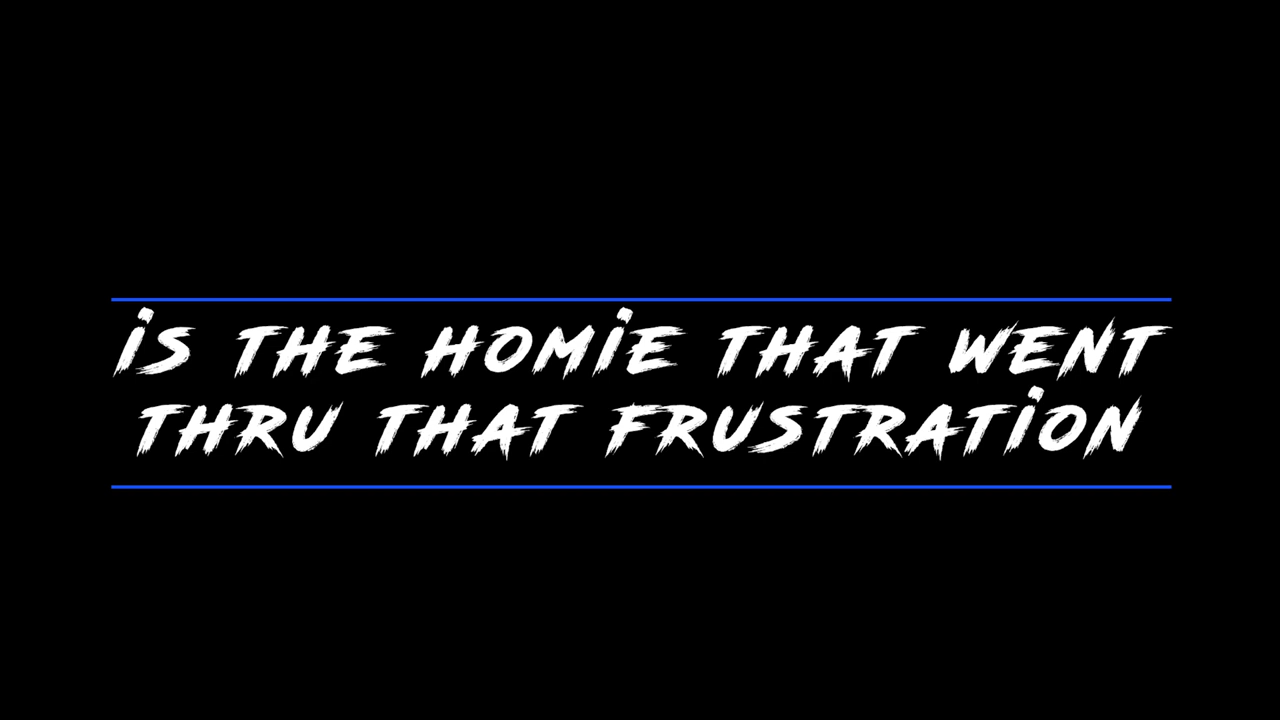 iS THE HOMiE THAT WENT
THRU THAT FRUSTRATiON